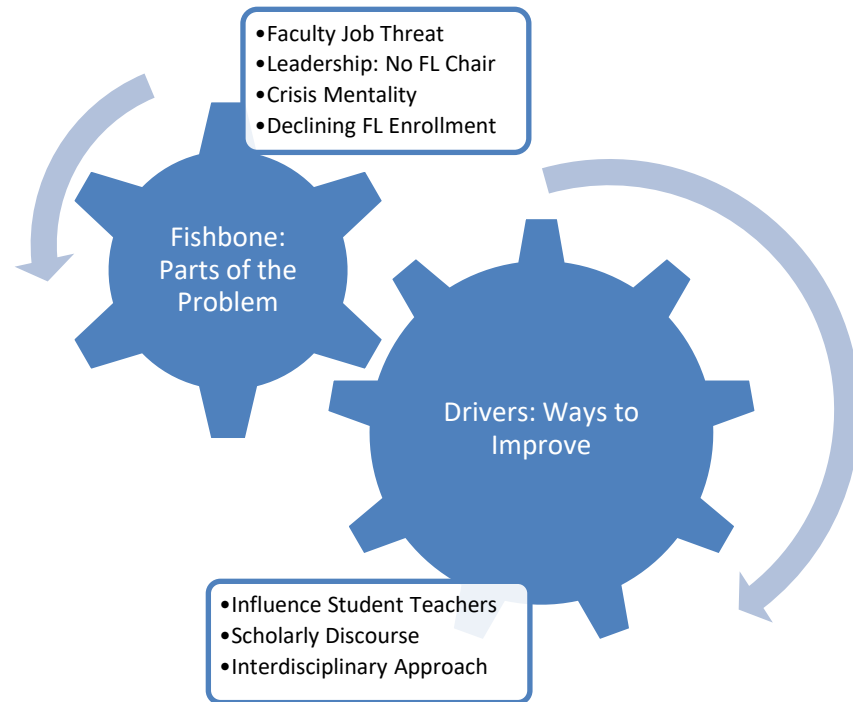 •Faculty Job Threat
•Leadership: No FL Chair
•Crisis Mentality
•Declining FL Enrollment
Fishbone:
Parts of the
Problem
Drivers: Ways to
Improve
•Influence Student Teachers
•Scholarly Discourse
•Interdisciplinary Approach